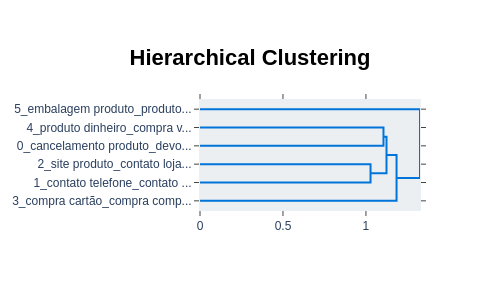 Hierarchical Clustering
5_embalagem produto_produto...
4_produto dinheiro_compra v...
0_cancelamento produto_devo...
2_site produto_contato loja...
1_contato telefone_contato ...
3_compra cartão_compra comp...
0 0.5 1